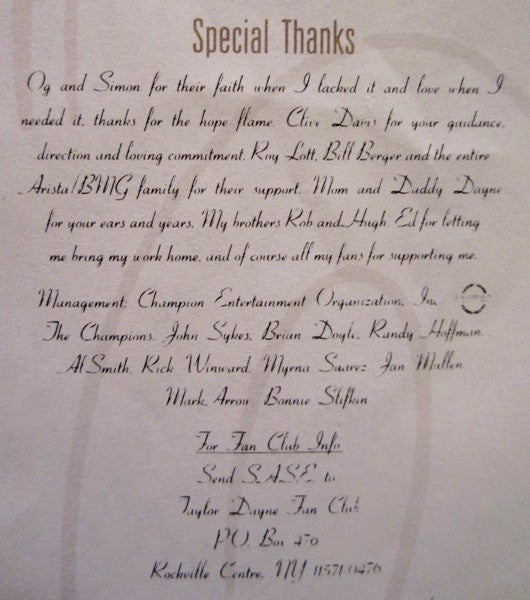 Special Thanks
Og and Simon for their faith when I lacked it and love when I
needed it, thanks for the hope flame. Clive Davis for your guidance,
direction and loving commitment. Roy Lott, Bill Berger and the entire
Arista/BMG family for their support. Mom and Daddy Dayne
for your ears and years. My brothers Rob and Hugh. Ed for letting
me bring my work home, and of course all my fans for supporting me.
Management: Champion Entertainment Organization, Inc.
The Champions, John Sykes, Brian Doyle, Randy Hoffman,
Al Smith, Rick Winward, Myrna Suarez, Jan Mullen,
Mark Arrow, Bonnie Slifkin
For Fan Club Info
Send S.A.S.E. to
Taylor Dayne Fan Club
P.O. Box 476
Rockville Centre, NY 11571-0476